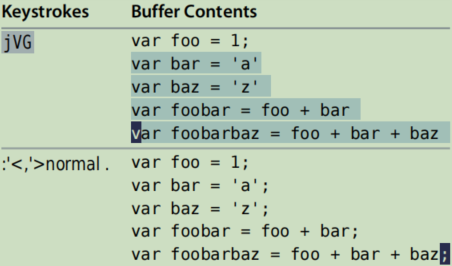 Keystrokes Buffer Contents
jVG var foo = 1;
var bar = 'a'
var baz = 'z'
var foobar = foo + bar
var foobarbaz = foo + bar + baz
:'<,'>normal . var foo = 1;
var bar = 'a';
var baz = 'z';
var foobar = foo + bar;
var foobarbaz = foo + bar + baz;